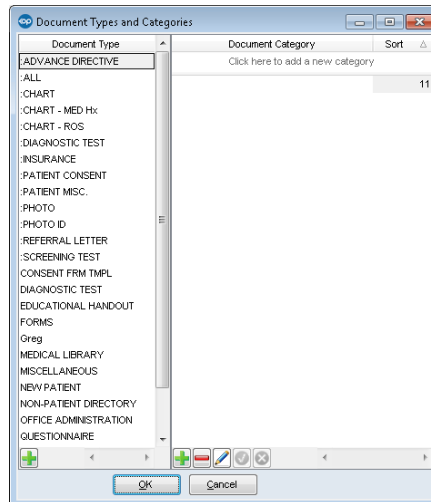 Document Types and Categories
Document Type
Document Category Sort
:ADVANCE DIRECTIVE
Click here to add a new category
:ALL
11
:CHART
:CHART - MED Hx
:CHART - ROS
:DIAGNOSTIC TEST
:INSURANCE
:PATIENT CONSENT
:PATIENT MISC.
:PHOTO
:PHOTO ID
:REFERRAL LETTER
:SCREENING TEST
CONSENT FRM TMPL
DIAGNOSTIC TEST
EDUCATIONAL HANDOUT
FORMS
Greg
MEDICAL LIBRARY
MISCELLANEOUS
NEW PATIENT
NON-PATIENT DIRECTORY
OFFICE ADMINISTRATION
QUESTIONNAIRE
OK Cancel